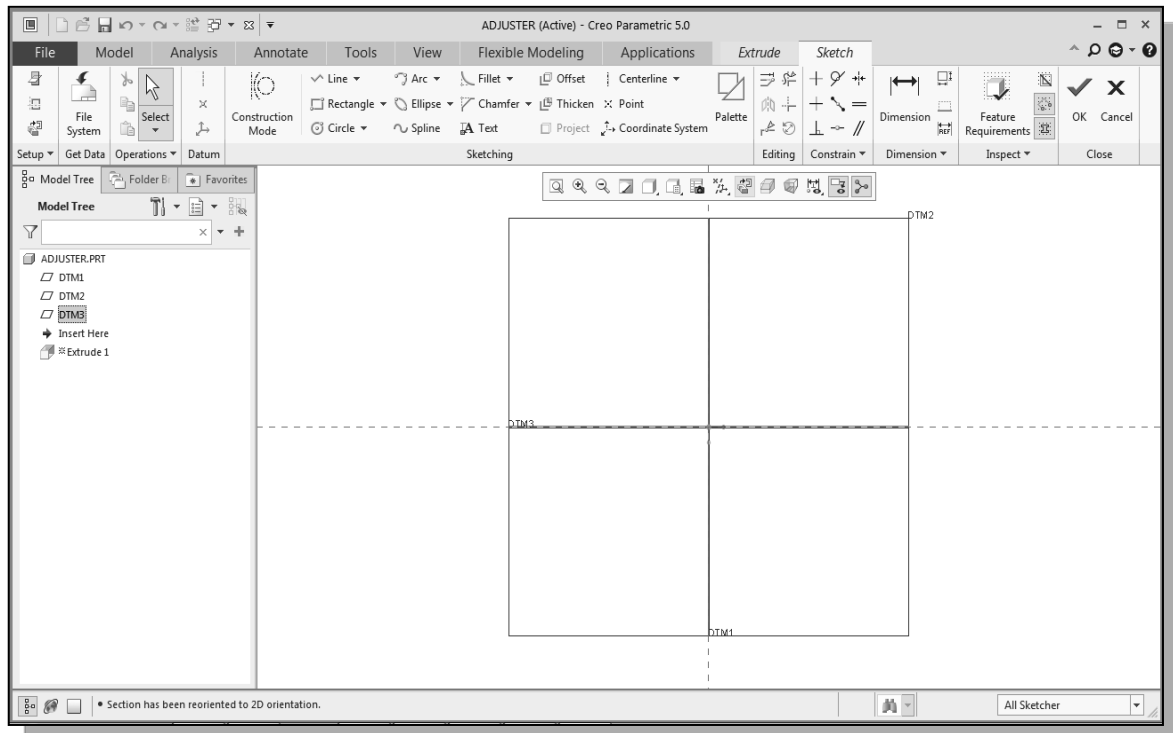 ADJUSTER (Active) - Creo Parametric 5.0
File Model Analysis Annotate Tools View Flexible Modeling Applications Extrude Sketch
Line Arc Fillet Offset Centerline
Rectangle Ellipse Chamfer Thicken Point
Circle Spline Text Project Coordinate System
File System
Select
Construction Mode
Palette
Dimension
REF
Feature Requirements
OK Cancel
Setup Get Data Operations Datum Sketching Editing Constrain Dimension Inspect Close
Model Tree Folder Favorites
Model Tree
ADJUSTER.PRT
DTM1
DTM2
DTM3
Insert Here
Extrude 1
DTM2
DTM3
DTM1
• Section has been reoriented to 2D orientation.
All Sketcher